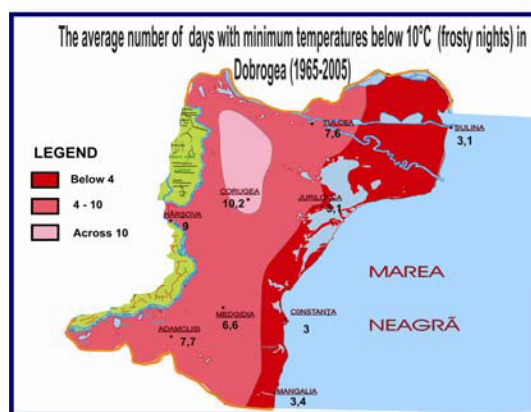 The average number of days with minimum temperatures below 10°C (frosty nights) in
Dobrogea (1965-2005)
TULCEA
7,6
SULINA
3,1
LEGEND
Below 4
4 - 10
Across 10
CORUGEA
10,2
JURILOVCA
3,1
HÂRŞOVA
9
MAREA
NEAGRĂ
MEDGIDIA
6,6
CONSTANŢA
3
ADAMCLISI
7,7
MANGALIA
3,4